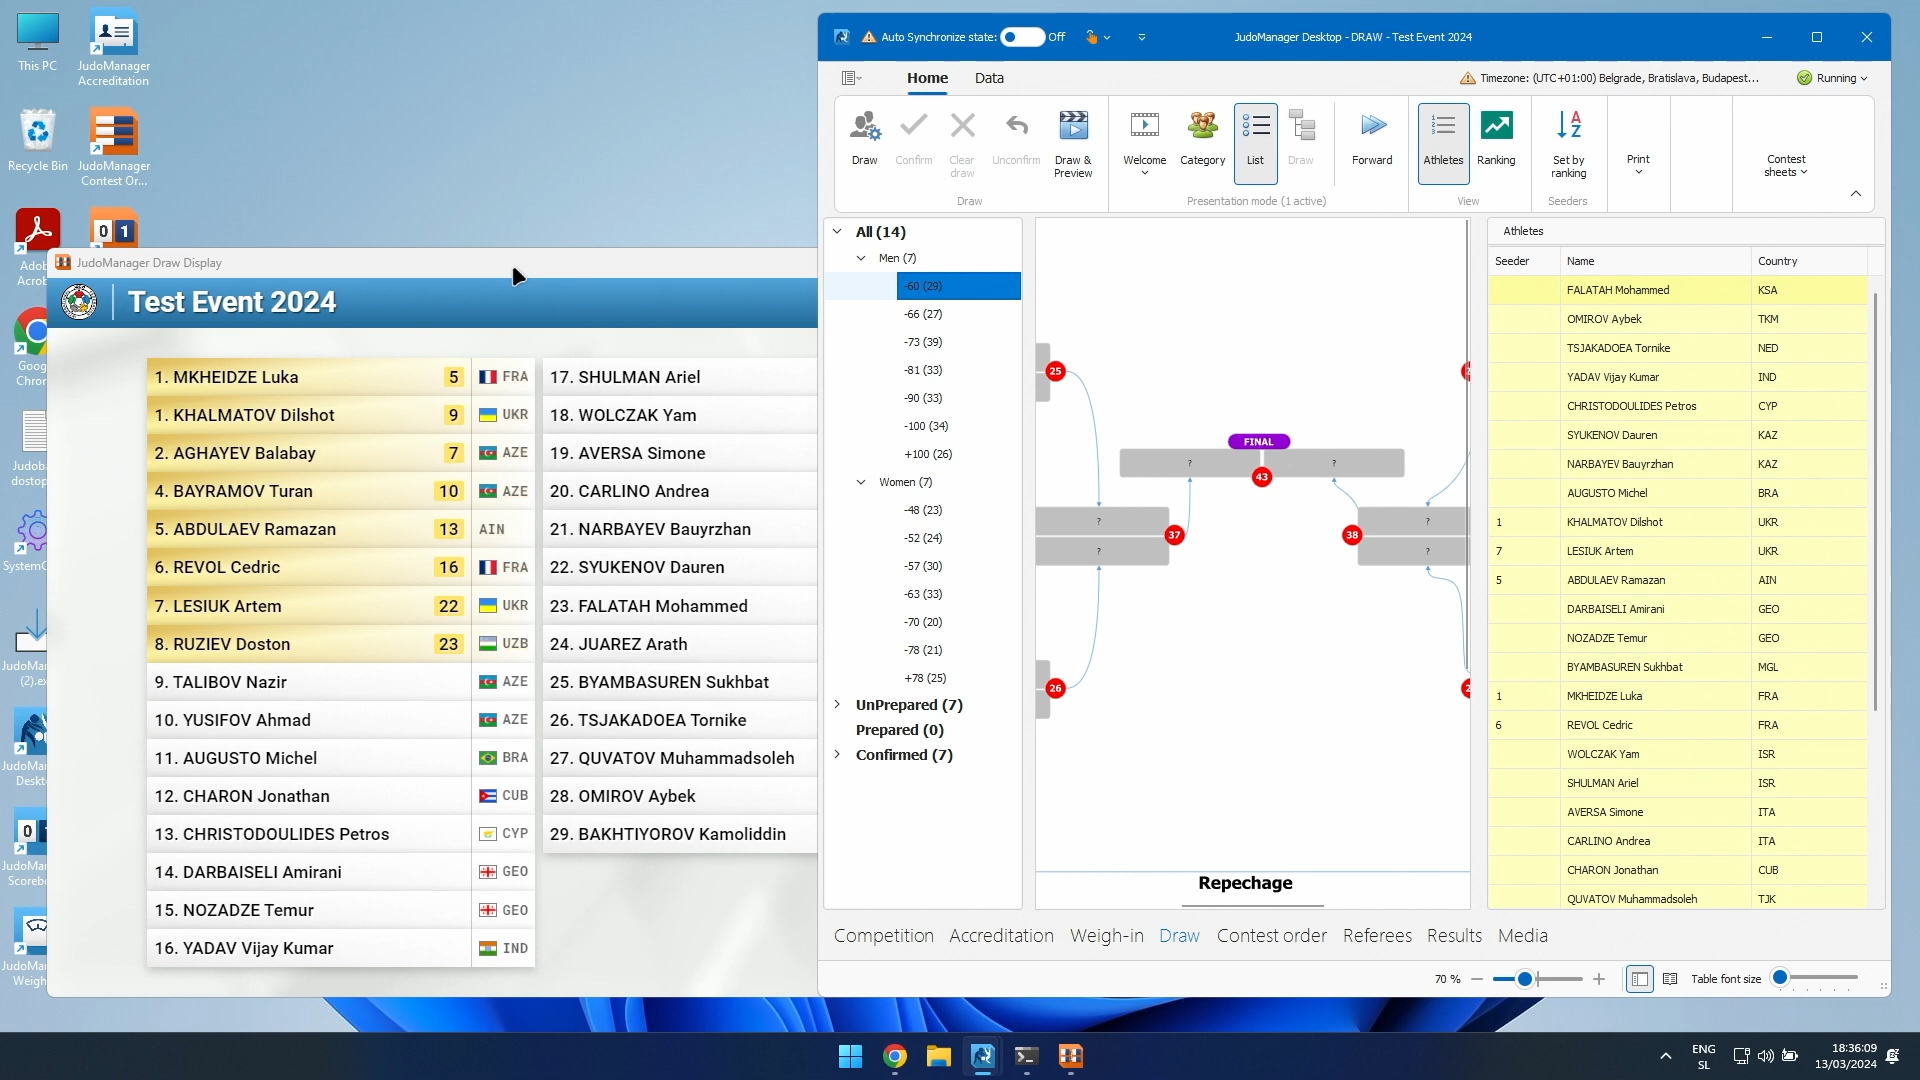 This PC
JudoManager
Accreditation
Recycle Bin
JudoManager
Contest Or...
JudoManager Draw Display
Test Event 2024
1. MKHEIDZE Luka 5 FRA
1. KHALMATOV Dilshot 9 UKR
2. AGHAYEV Balabay 7 AZE
4. BAYRAMOV Turan 10 AZE
5. ABDULAEV Ramazan 13 AIN
6. REVOL Cedric 16 FRA
7. LESIUK Artem 22 UKR
8. RUZIEV Doston 23 UZB
9. TALIBOV Nazir AZE
10. YUSIFOV Ahmad AZE
11. AUGUSTO Michel BRA
12. CHARON Jonathan CUB
13. CHRISTODOULIDES Petros CYP
14. DARBAISELI Amirani GEO
15. NOZADZE Temur GEO
16. YADAV Vijay Kumar IND
17. SHULMAN Ariel
18. WOLCZAK Yam
19. AVERSA Simone
20. CARLINO Andrea
21. NARBAYEV Bauyrzhan
22. SYUKENOV Dauren
23. FALATAH Mohammed
24. JUAREZ Arath
25. BYAMBASUREN Sukhbat
26. TSJAKADOEA Tornike
27. QUVATOV Muhammadsoleh
28. OMIROV Aybek
29. BAKHTIYOROV Kamoliddin
Auto Synchronize state: Off
JudoManager Desktop - DRAW - Test Event 2024
Home Data
Timezone: (UTC+01:00) Belgrade, Bratislava, Budapest...
Running
Draw
Confirm
Clear
draw
Unconfirm
Draw &
Preview
Draw
Welcome
Category
List
Draw
Forward
Presentation mode (1 active)
Athletes
Ranking
View
Set by
ranking
Seeders
Print
Contest
sheets
All (14)
Men (7)
-60 (29)
-66 (27)
-73 (39)
-81 (33)
-90 (33)
-100 (34)
+100 (26)
Women (7)
-48 (23)
-52 (24)
-57 (30)
-63 (33)
-70 (20)
-78 (21)
+78 (25)
UnPrepared (7)
Prepared (0)
Confirmed (7)
25
FINAL
? ?
43
? ?
37 38
? ?
26
Repechage
Athletes
Seeder Name Country
FALATAH Mohammed KSA
OMIROV Aybek TKM
TSJAKADOEA Tornike NED
YADAV Vijay Kumar IND
CHRISTODOULIDES Petros CYP
SYUKENOV Dauren KAZ
NARBAYEV Bauyrzhan KAZ
AUGUSTO Michel BRA
1 KHALMATOV Dilshot UKR
7 LESIUK Artem UKR
5 ABDULAEV Ramazan AIN
DARBAISELI Amirani GEO
NOZADZE Temur GEO
BYAMBASUREN Sukhbat MGL
1 MKHEIDZE Luka FRA
6 REVOL Cedric FRA
WOLCZAK Yam ISR
SHULMAN Ariel ISR
AVERSA Simone ITA
CARLINO Andrea ITA
CHARON Jonathan CUB
QUVATOV Muhammadsoleh TJK
Competition Accreditation Weigh-in Draw Contest order Referees Results Media
70 %
Table font size
ENG
SL
18:36:09
13/03/2024